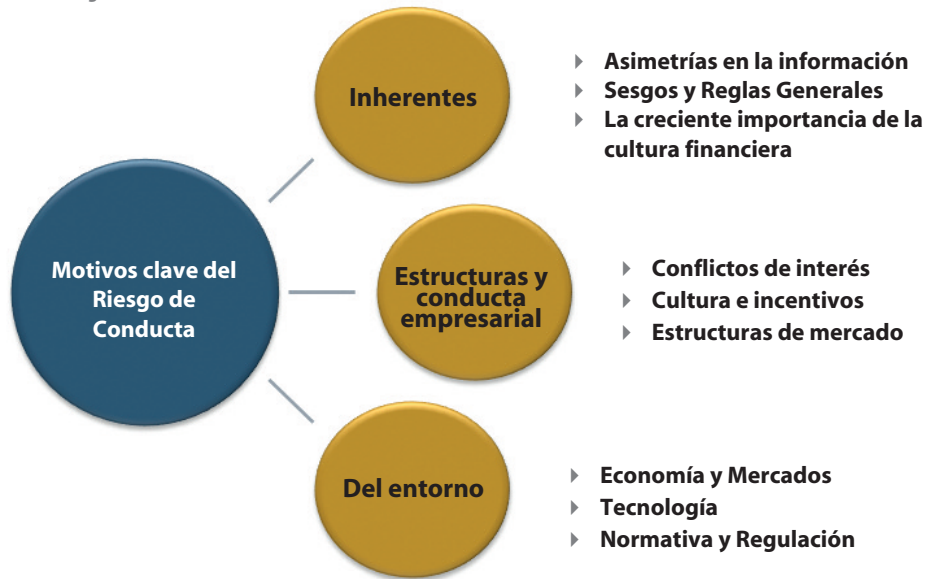 Motivos clave del
Riesgo de
Conducta
Inherentes
Asimetrías en la información
Sesgos y Reglas Generales
La creciente importancia de la
cultura financiera
Estructuras y
conducta
empresarial
Conflictos de interés
Cultura e incentivos
Estructuras de mercado
Del entorno
Economía y Mercados
Tecnología
Normativa y Regulación